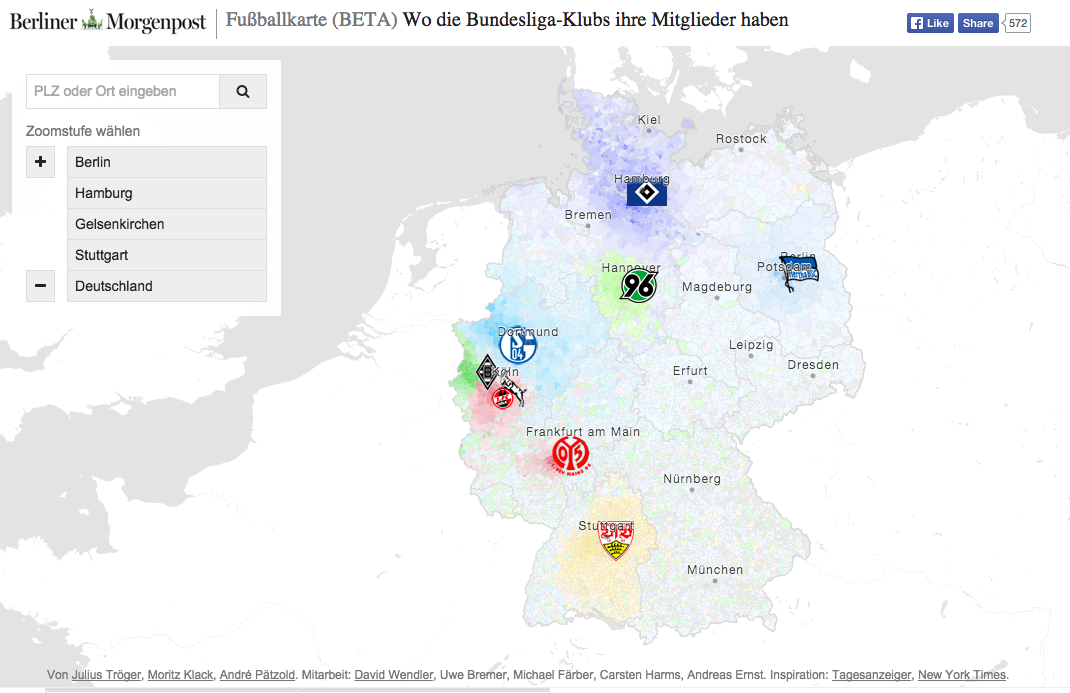 Berliner Morgenpost
Fußballkarte (BETA) Wo die Bundesliga-Klubs ihre Mitglieder haben
Like
Share
572
PLZ oder Ort eingeben
Zoomstufe wählen
+
Berlin
Hamburg
Gelsenkirchen
Stuttgart
−
Deutschland
Kiel
Rostock
Hamburg
Bremen
Berlin
Hannover
Potsdam
96
Magdeburg
Dortmund
S
04
Leipzig
Dresden
Erfurt
B
Köln
Frankfurt am Main
Nürnberg
Stuttgart
München
Von Julius Tröger, Moritz Klack, André Pätzold. Mitarbeit: David Wendler, Uwe Bremer, Michael Färber, Carsten Harms, Andreas Ernst. Inspiration: Tagesanzeiger, New York Times.